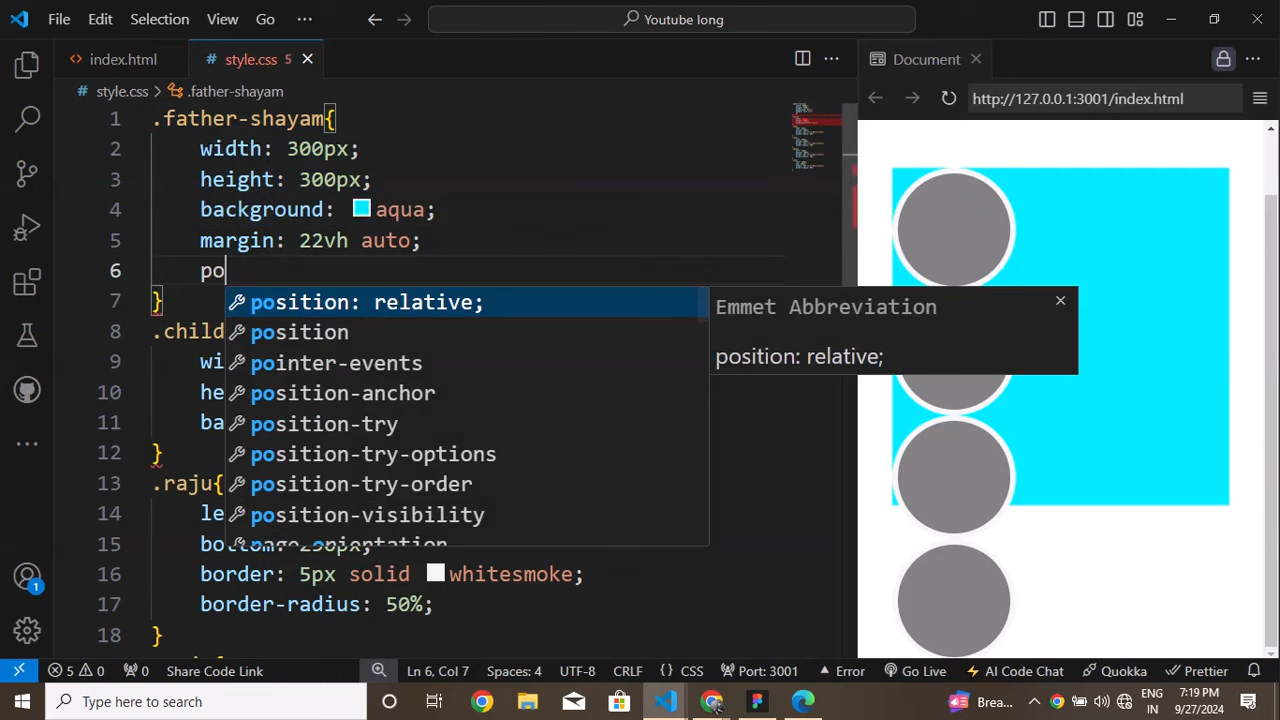 File Edit Selection View Go ··· Youtube long
index.html # style.css 5 Document
# style.css > .father-shayam http://127.0.0.1:3001/index.html
1 .father-shayam{
2 width: 300px;
3 height: 300px;
4 background: aqua;
5 margin: 22vh auto;
6 po
7 }
position: relative;
Emmet Abbreviation
position: relative;
8 .child
position
9 wi
pointer-events
10 he
position-anchor
11 ba
position-try
12 }
position-try-options
13 .raju{
position-try-order
14 le
position-visibility
15
16 border: 5px solid whitesmoke;
17 border-radius: 50%;
18 }
5 0 0 Share Code Link Ln 6, Col 7 Spaces: 4 UTF-8 CRLF { } CSS Port: 3001 Error Go Live AI Code Chat Quokka Prettier
1
Type here to search Brea... ENG IN 7:19 PM 9/27/2024